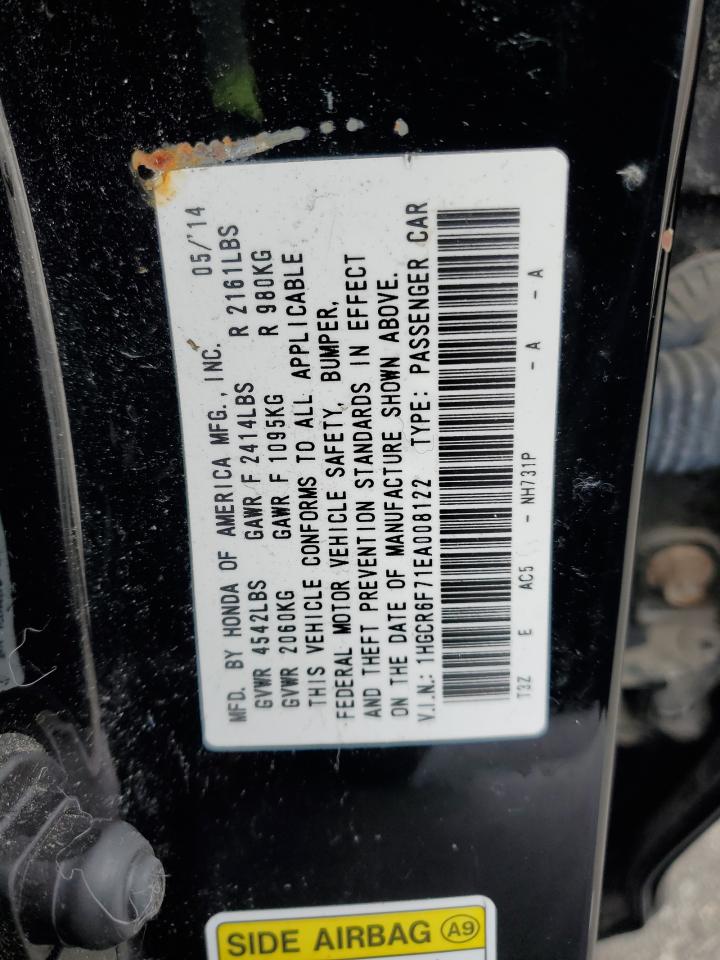 MFD. BY HONDA OF AMERICA MFG., INC. 05/'14
GVWR 4542LBS GAWR F 2414LBS R 2161LBS
GVWR 2060KG GAWR F 1095KG R 980KG
THIS VEHICLE CONFORMS TO ALL APPLICABLE
FEDERAL MOTOR VEHICLE SAFETY, BUMPER,
AND THEFT PREVENTION STANDARDS IN EFFECT
ON THE DATE OF MANUFACTURE SHOWN ABOVE.
V.I.N.: 1HGCR6F71EA008122 TYPE: PASSENGER CAR
T3Z E AC5 - NH731P - A - A
SIDE AIRBAG A9